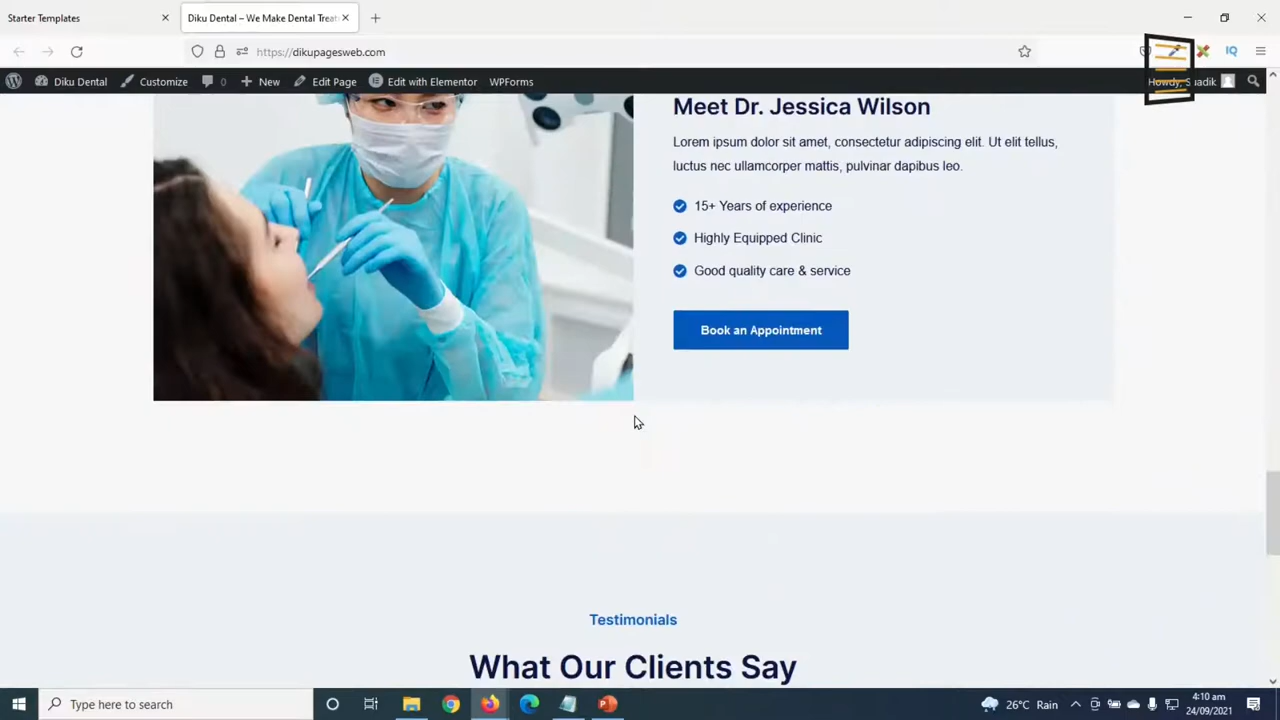 Starter Templates
Diku Dental – We Make Dental Treat
https://dikupagesweb.com
IQ
Diku Dental
Customize
0
New
Edit Page
Edit with Elementor
WPForms
Howdy, Suadik
Meet Dr. Jessica Wilson
Lorem ipsum dolor sit amet, consectetur adipiscing elit. Ut elit tellus,
luctus nec ullamcorper mattis, pulvinar dapibus leo.
15+ Years of experience
Highly Equipped Clinic
Good quality care & service
Book an Appointment
Testimonials
What Our Clients Say
Type here to search
26°C Rain
4:10 am
24/09/2021